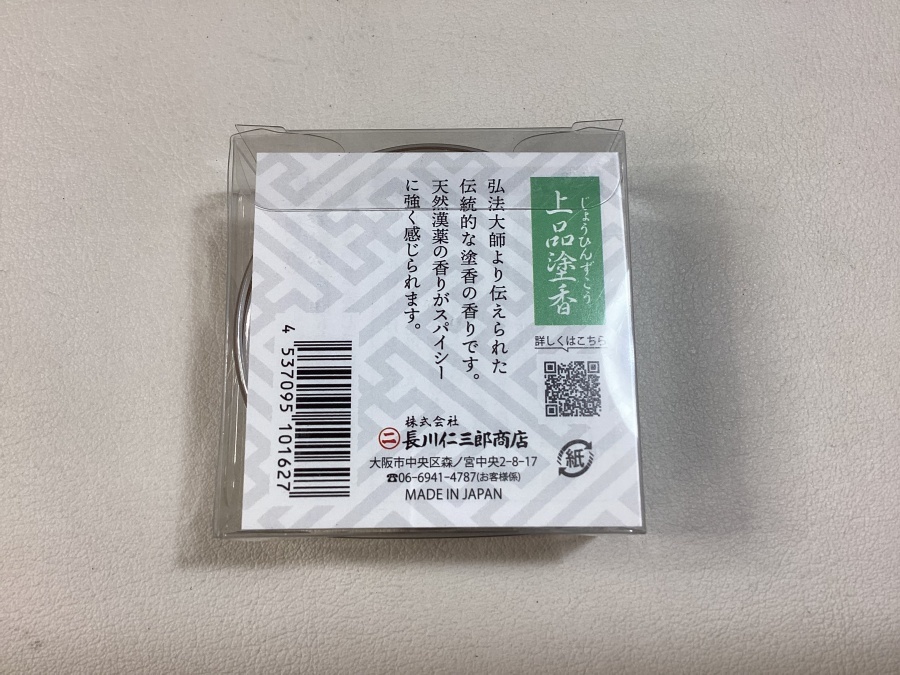 じょうひんずこう
上品塗香
弘法大師より伝えられた
伝統的な塗香の香りです。
天然漢薬の香りがスパイシー
に強く感じられます。
詳しくはこちら
紙
株式会社
二 長川仁三郎商店
大阪市中央区森ノ宮中央2-8-17
☎06-6941-4787(お客様係)
MADE IN JAPAN
4 537095 101627